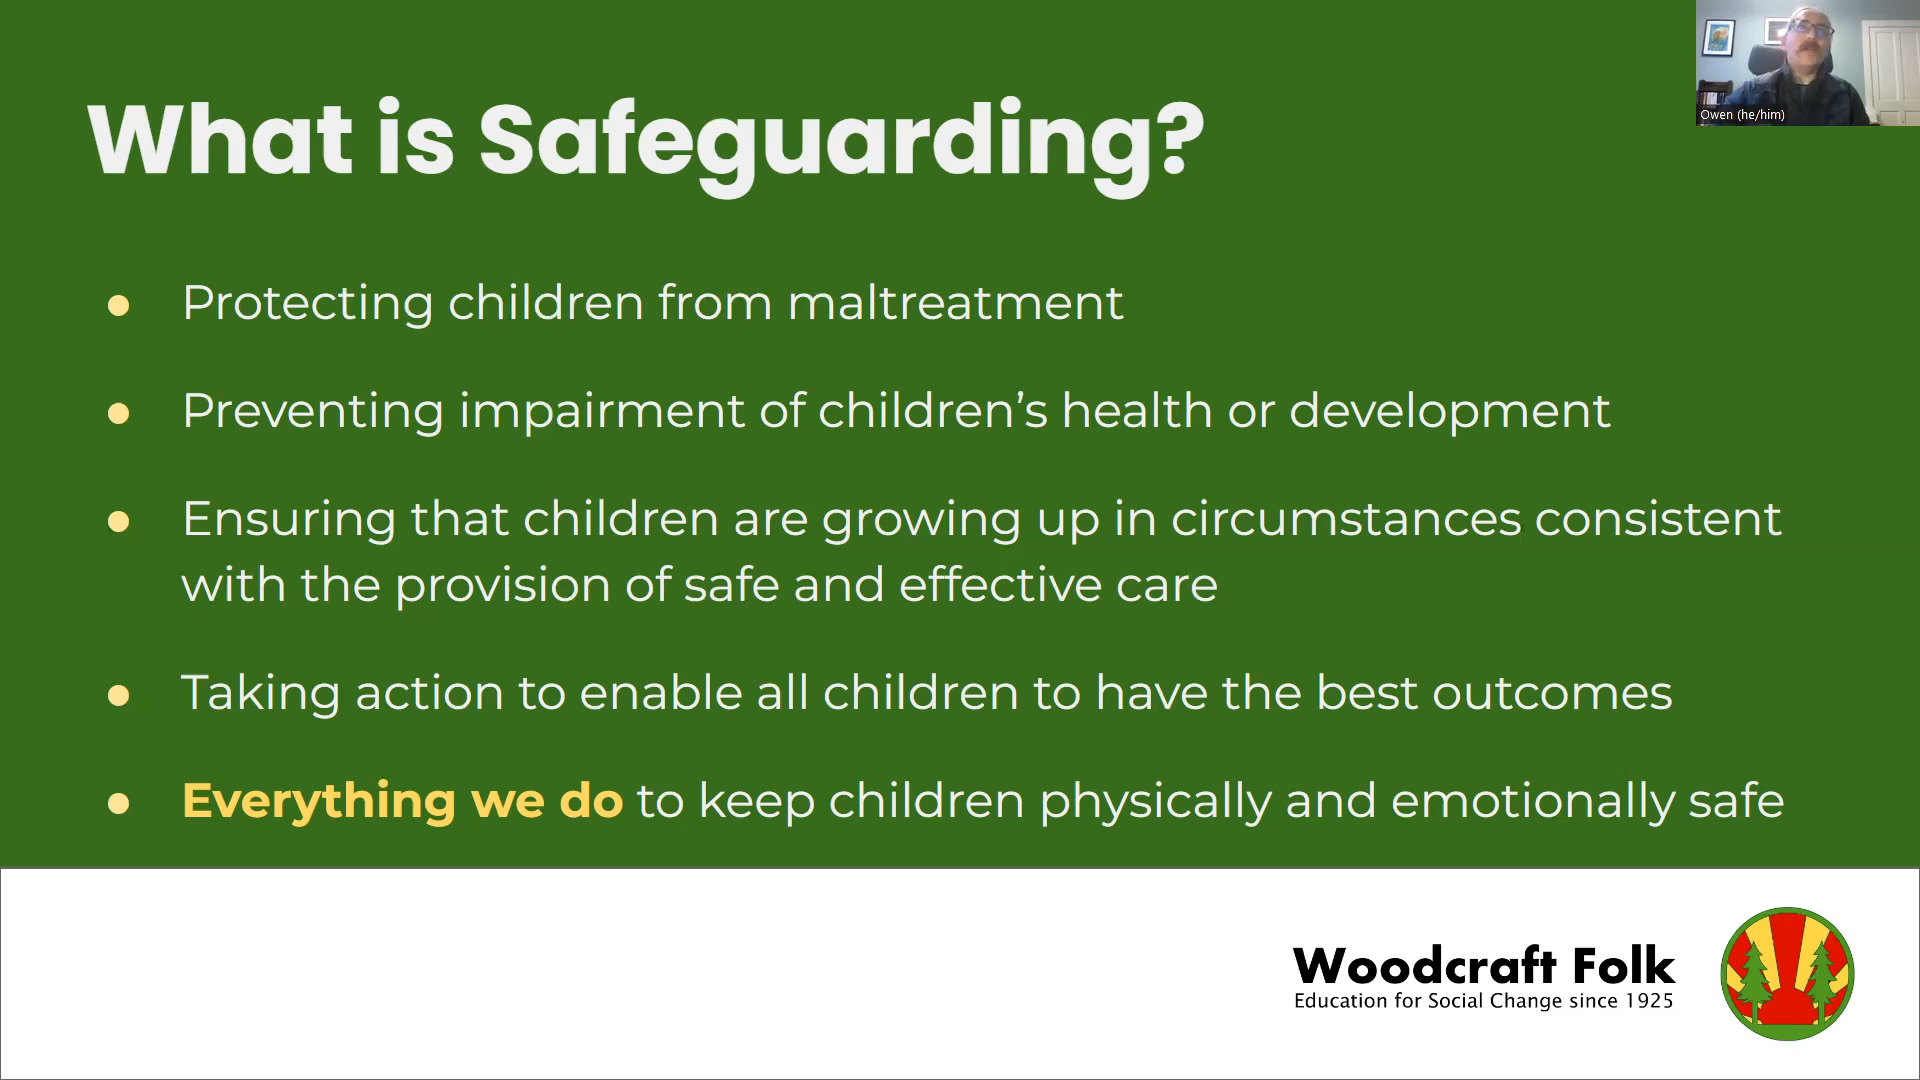 What is Safeguarding?
Owen (he/him)
● Protecting children from maltreatment
● Preventing impairment of children’s health or development
● Ensuring that children are growing up in circumstances consistent
with the provision of safe and effective care
● Taking action to enable all children to have the best outcomes
● Everything we do to keep children physically and emotionally safe
Woodcraft Folk
Education for Social Change since 1925